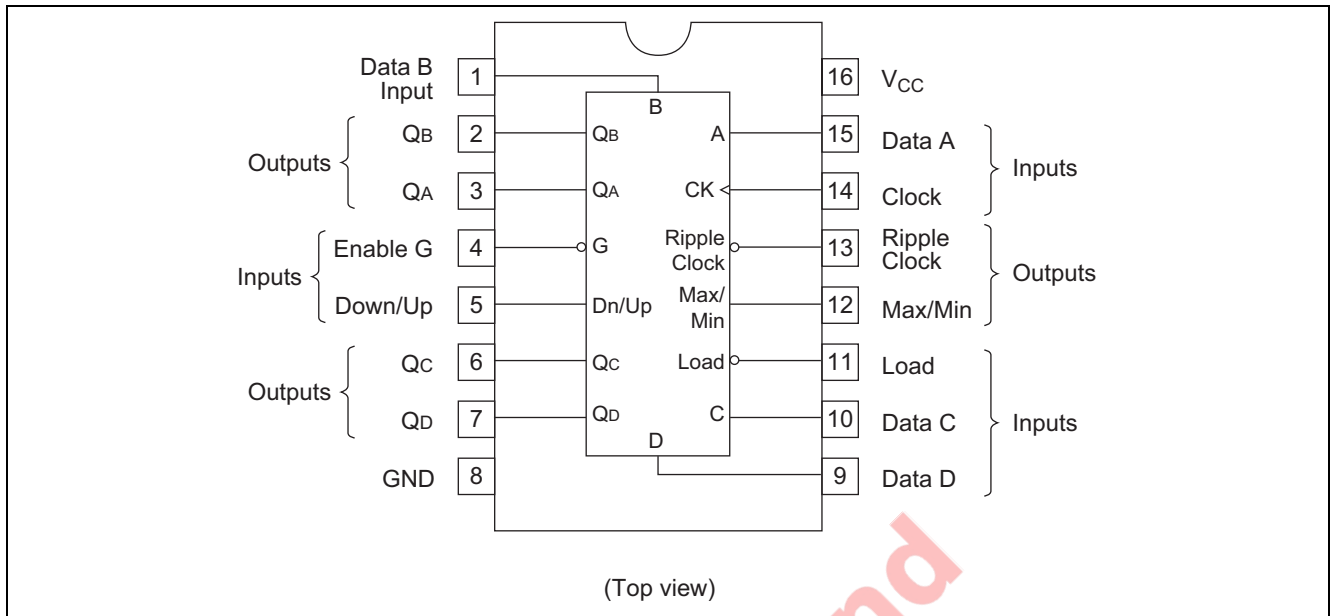 Data B
Input
1
QB
2
QA
3
Outputs
Enable G
4
Down/Up
5
Inputs
QC
6
QD
7
Outputs
GND
8
B
QB
A
QA
CK
G
Ripple
Clock
Dn/Up
Max/
Min
QC
Load
QD
C
D
16
VCC
15
Data A
14
Clock
Inputs
13
Ripple
Clock
12
Max/Min
Outputs
11
Load
10
Data C
9
Data D
Inputs
(Top view)
nd